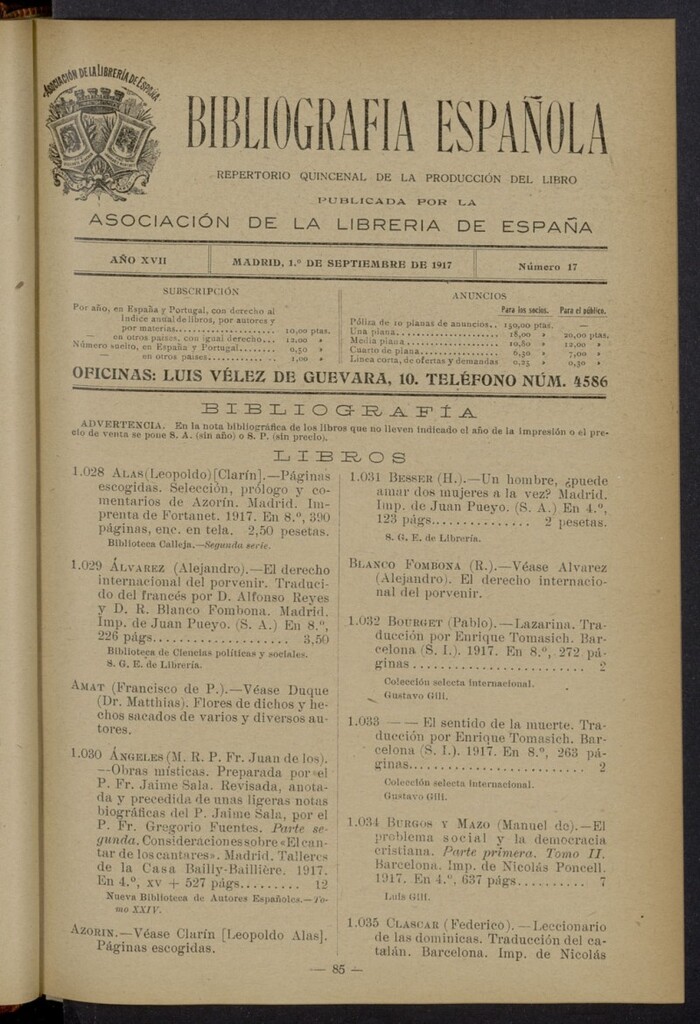 ASOCIACIÓN DE LA LIBRERÍA DE ESPAÑA
BIBLIOGRAFIA ESPAÑOLA
REPERTORIO QUINCENAL DE LA PRODUCCIÓN DEL LIBRO
PUBLICADA POR LA
ASOCIACIÓN DE LA LIBRERIA DE ESPAÑA
AÑO XVII
MADRID, 1.º DE SEPTIEMBRE DE 1917
Número 17
SUBSCRIPCIÓN
Por año, en España y Portugal, con derecho al
Indice anual de libros, por autores y
por materias...................... 10,00 ptas.
— en otros países, con igual derecho... 12,00 »
Número suelto, en España y Portugal....... 0,50 »
— en otros países............ 1,00 »
ANUNCIOS
Para los socios. Para el público.
Póliza de 10 planas de anuncios.. 150,00 ptas. —
Una plana...................... 18,00 » 20,00 ptas.
Media plana.................... 10,80 » 12,00 »
Cuarto de plana................ 6,30 » 7,00 »
Línea corta, de ofertas y demandas 0,25 » 0,30 »
OFICINAS: LUIS VÉLEZ DE GUEVARA, 10. TELÉFONO NÚM. 4586
BIBLIOGRAFÍA
ADVERTENCIA. En la nota bibliográfica de los libros que no lleven indicado el año de la impresión o el pre-
cio de venta se pone S. A. (sin año) o S. P. (sin precio).
LIBROS
1.028 ALAS (Leopoldo) [Clarín].—Páginas
escogidas. Selección, prólogo y co-
mentarios de Azorín. Madrid. Im-
prenta de Fortanet. 1917. En 8.º, 390
páginas, enc. en tela. 2,50 pesetas.
Biblioteca Calleja.—Segunda serie.
1.029 ÁLVAREZ (Alejandro).—El derecho
internacional del porvenir. Traduci-
do del francés por D. Alfonso Reyes
y D. R. Blanco Fombona. Madrid.
Imp. de Juan Pueyo. (S. A.) En 8.º,
226 págs.................... 3,50
Biblioteca de Ciencias políticas y sociales.
S. G. E. de Librería.
AMAT (Francisco de P.).—Véase Duque
(Dr. Matthias). Flores de dichos y he-
chos sacados de varios y diversos au-
tores.
1.030 ÁNGELES (M. R. P. Fr. Juan de los).
—Obras místicas. Preparada por el
P. Fr. Jaime Sala. Revisada, anota-
da y precedida de unas ligeras notas
biográficas del P. Jaime Sala, por el
P. Fr. Gregorio Fuentes. Parte se-
gunda. Consideraciones sobre «El can-
tar de los cantares». Madrid. Talleres
de la Casa Bailly-Baillière. 1917.
En 4.º, XV + 527 págs......... 12
Nueva Biblioteca de Autores Españoles.—To-
mo XXIV.
AZORIN.—Véase Clarín [Leopoldo Alas].
Páginas escogidas.
1.031 BESSER (H.).—Un hombre, ¿puede
amar dos mujeres a la vez? Madrid.
Imp. de Juan Pueyo. (S. A.) En 4.º,
123 págs............... 2 pesetas.
S. G. E. de Librería.
BLANCO FOMBONA (R.).—Véase Alvarez
(Alejandro). El derecho internacio-
nal del porvenir.
1.032 BOURGET (Pablo).—Lazarina. Tra-
ducción por Enrique Tomasich. Bar-
celona (S. I.). 1917. En 8.º, 272 pá-
ginas........................ 2
Colección selecta internacional.
Gustavo Gili.
1.033 — — El sentido de la muerte. Tra-
ducción por Enrique Tomasich. Bar-
celona (S. I.). 1917. En 8.º, 263 pá-
ginas........................ 2
Colección selecta internacional.
Gustavo Gili.
1.034 BURGOS Y MAZO (Manuel de).—El
problema social y la democracia
cristiana. Parte primera. Tomo II.
Barcelona. Imp. de Nicolás Poncell.
1917. En 4.º, 637 págs.......... 7
Luis Gili.
1.035 CLASCAR (Federico).—Leccionario
de las dominicas. Traducción del ca-
talán. Barcelona. Imp. de Nicolás
— 85 —